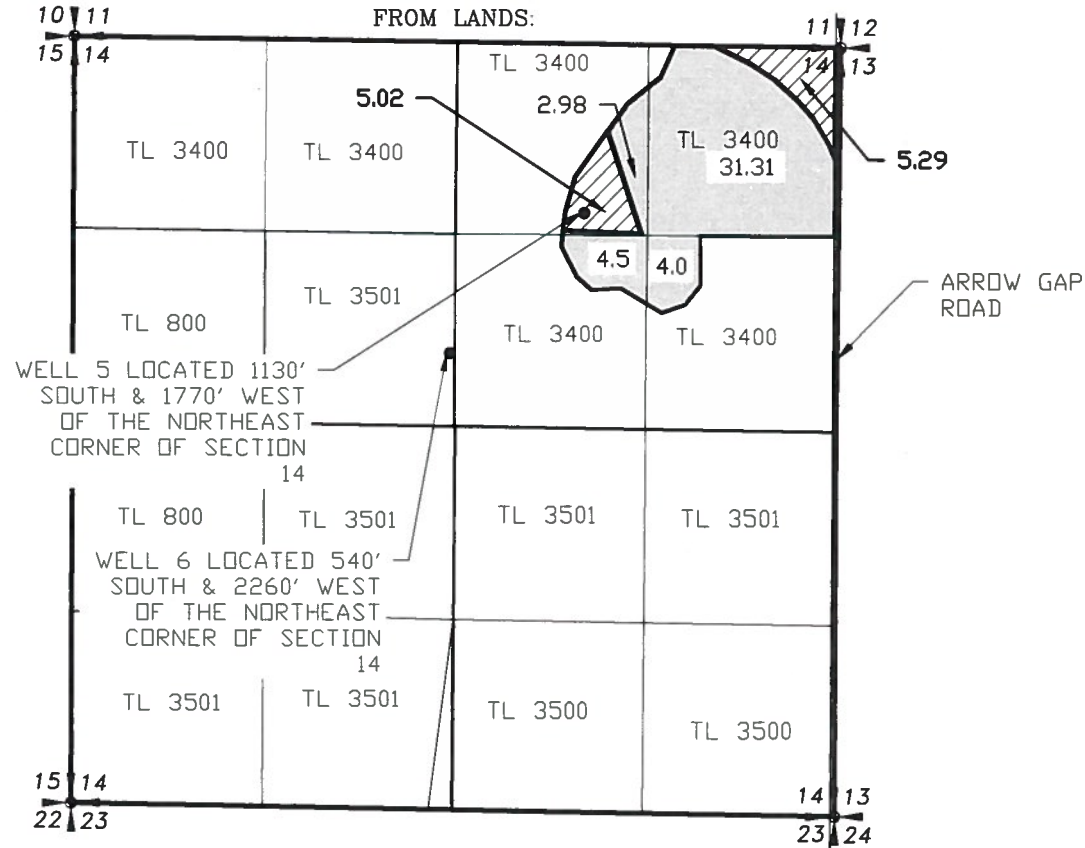 FROM LANDS:
10 11
15 14
11 12
14 13
TL 3400
5.02
2.98
TL 3400
TL 3400
TL 3400
31.31
5.29
4.5
4.0
TL 3501
TL 800
TL 3400
TL 3400
ARROW GAP
ROAD
WELL 5 LOCATED 1130'
SOUTH & 1770' WEST
OF THE NORTHEAST
CORNER OF SECTION
14
TL 800
TL 3501
TL 3501
TL 3501
WELL 6 LOCATED 540'
SOUTH & 2260' WEST
OF THE NORTHEAST
CORNER OF SECTION
14
TL 3501
TL 3501
TL 3500
TL 3500
15 14
22 23
14 13
23 24